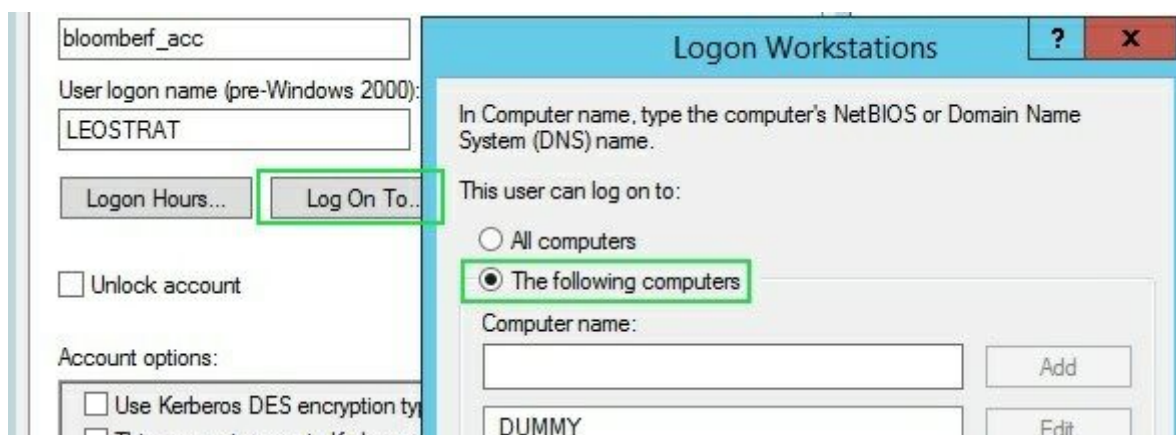 bloomberf_acc
User logon name (pre-Windows 2000):
LEOSTRAT
Logon Hours...
Log On To..
Unlock account
Account options:
Use Kerberos DES encryption
Logon Workstations
?
x
In Computer name, type the computer's NetBIOS or Domain Name
System (DNS) name.
This user can log on to:
All computers
The following computers
Computer name:
Add
DUMMY
Edit